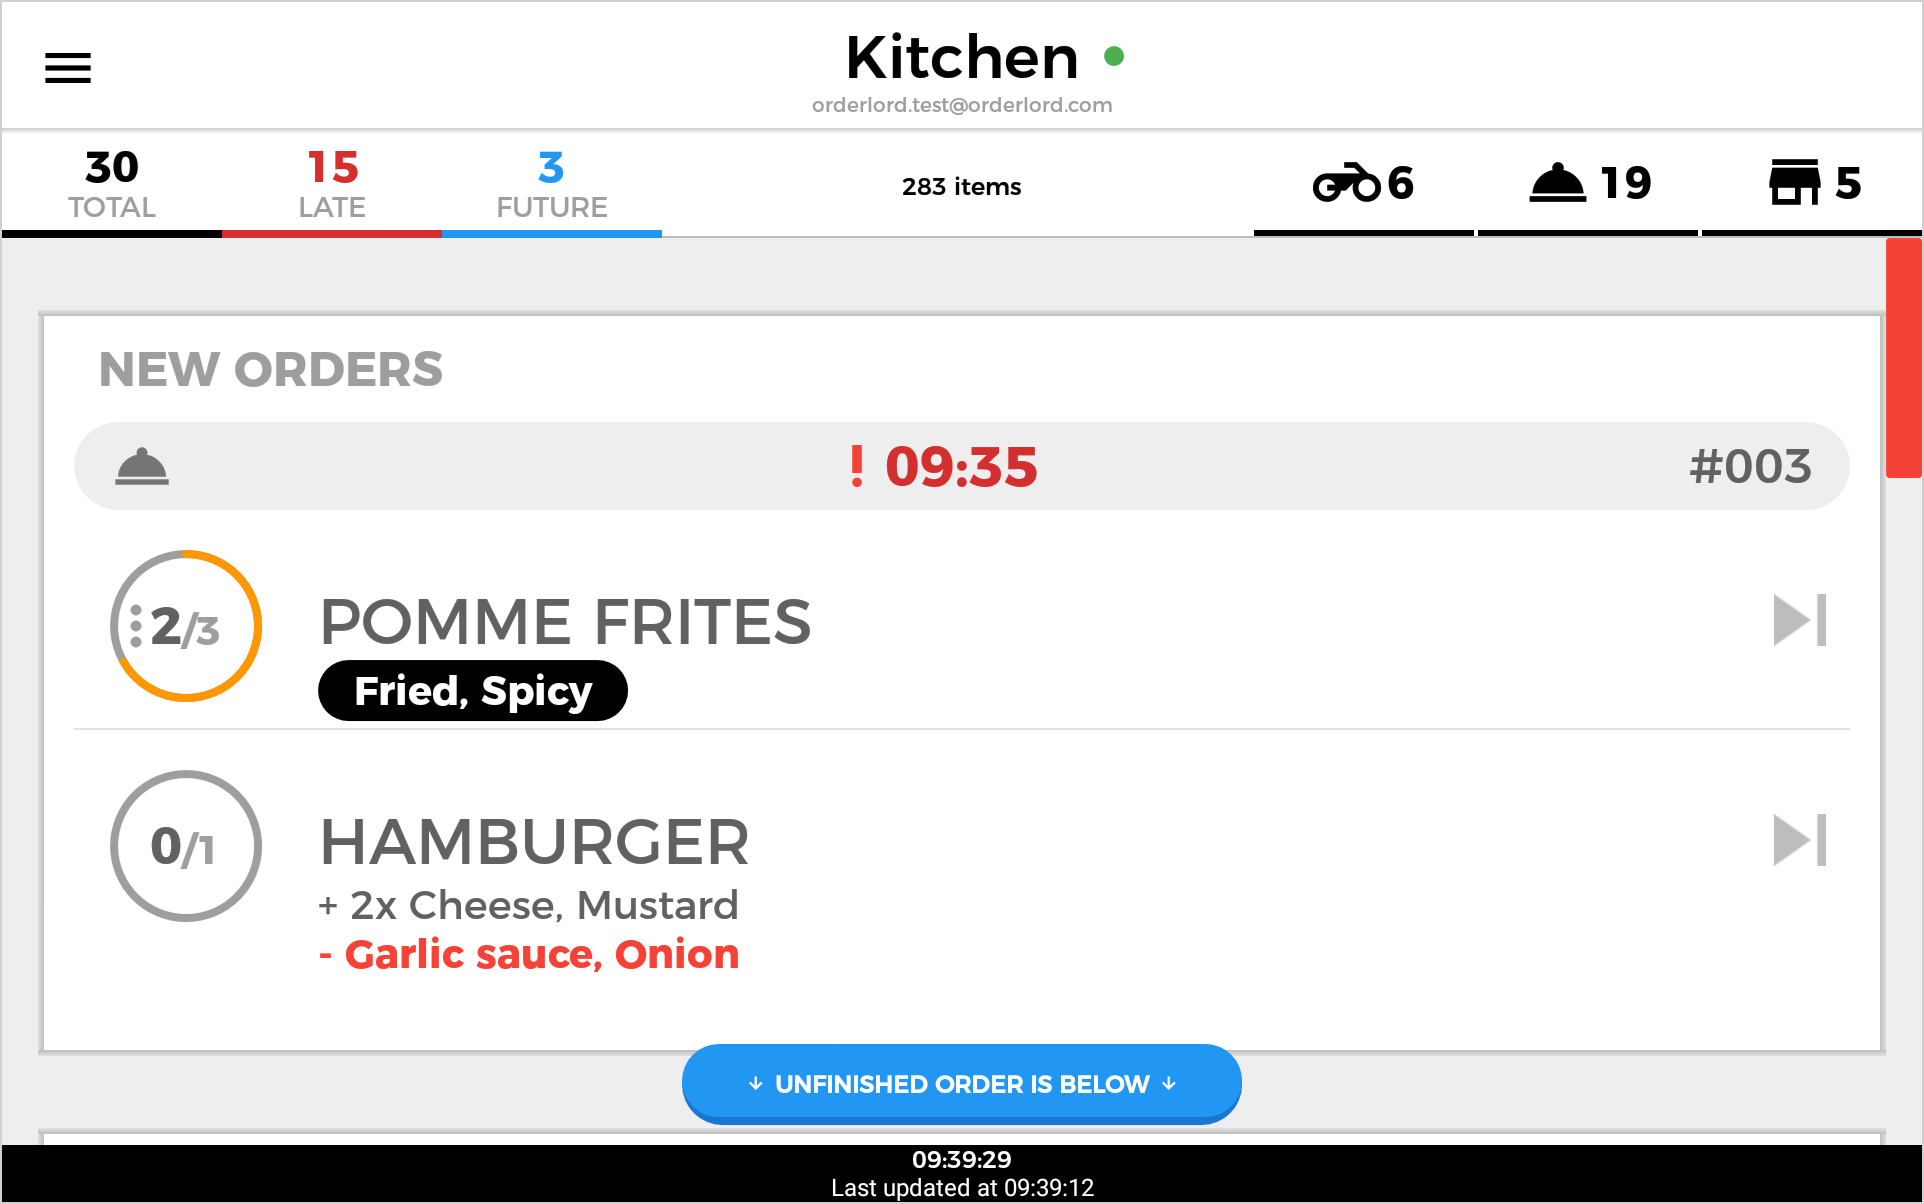 Kitchen
orderlord.test@orderlord.com
30
TOTAL
15
LATE
3
FUTURE
283 items
6
19
5
NEW ORDERS
! 09:35
#003
2/3
POMME FRITES
Fried, Spicy
0/1
HAMBURGER
+ 2x Cheese, Mustard
- Garlic sauce, Onion
↓ UNFINISHED ORDER IS BELOW ↓
09:39:29
Last updated at 09:39:12